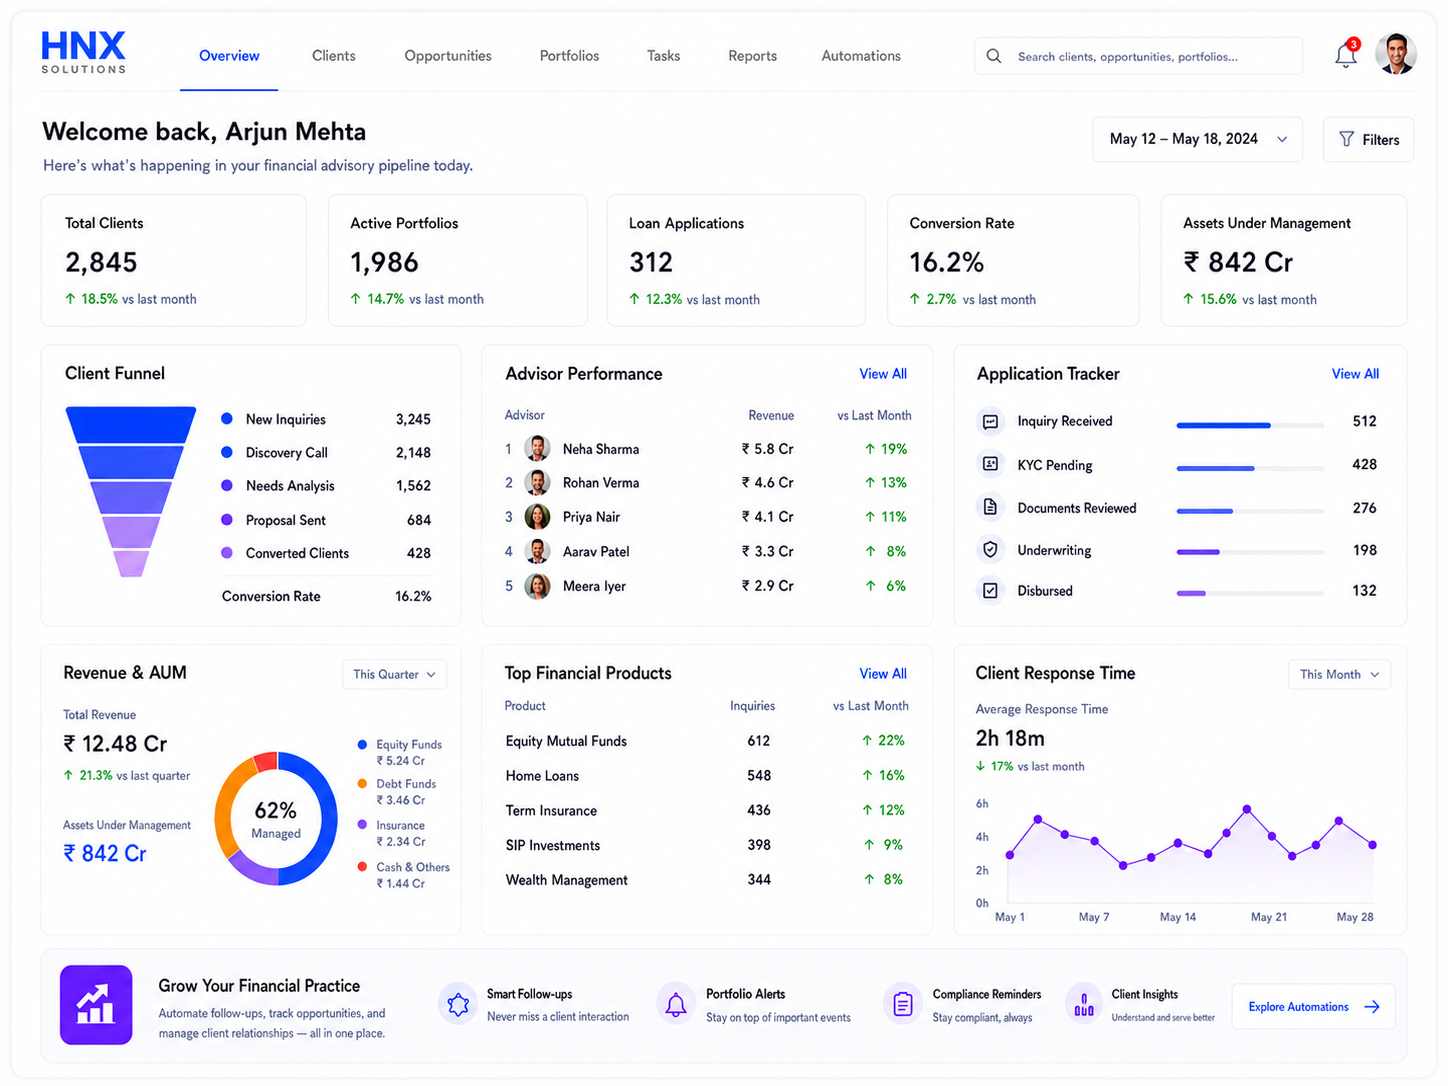 HNX
SOLUTIONS
Overview
Clients
Opportunities
Portfolios
Tasks
Reports
Automations
Search clients, opportunities, portfolios...
3
Welcome back, Arjun Mehta
Here's what's happening in your financial advisory pipeline today.
May 12 – May 18, 2024
Filters
Total Clients
2,845
↑ 18.5% vs last month
Active Portfolios
1,986
↑ 14.7% vs last month
Loan Applications
312
↑ 12.3% vs last month
Conversion Rate
16.2%
↑ 2.7% vs last month
Assets Under Management
₹ 842 Cr
↑ 15.6% vs last month
Client Funnel
New Inquiries 3,245
Discovery Call 2,148
Needs Analysis 1,562
Proposal Sent 684
Converted Clients 428
Conversion Rate 16.2%
Advisor Performance
View All
Advisor Revenue vs Last Month
1 Neha Sharma ₹ 5.8 Cr ↑ 19%
2 Rohan Verma ₹ 4.6 Cr ↑ 13%
3 Priya Nair ₹ 4.1 Cr ↑ 11%
4 Aarav Patel ₹ 3.3 Cr ↑ 8%
5 Meera Iyer ₹ 2.9 Cr ↑ 6%
Application Tracker
View All
Inquiry Received 512
KYC Pending 428
Documents Reviewed 276
Underwriting 198
Disbursed 132
Revenue & AUM
This Quarter
Total Revenue
₹ 12.48 Cr
↑ 21.3% vs last quarter
Assets Under Management
₹ 842 Cr
62%
Managed
Equity Funds
₹ 5.24 Cr
Debt Funds
₹ 3.46 Cr
Insurance
₹ 2.34 Cr
Cash & Others
₹ 1.44 Cr
Top Financial Products
View All
Product Inquiries vs Last Month
Equity Mutual Funds 612 ↑ 22%
Home Loans 548 ↑ 16%
Term Insurance 436 ↑ 12%
SIP Investments 398 ↑ 9%
Wealth Management 344 ↑ 8%
Client Response Time
This Month
Average Response Time
2h 18m
↓ 17% vs last month
6h
4h
2h
0h
May 1 May 7 May 14 May 21 May 28
Grow Your Financial Practice
Automate follow-ups, track opportunities, and
manage client relationships — all in one place.
Smart Follow-ups
Never miss a client interaction
Portfolio Alerts
Stay on top of important events
Compliance Reminders
Stay compliant, always
Client Insights
Understand and serve better
Explore Automations →